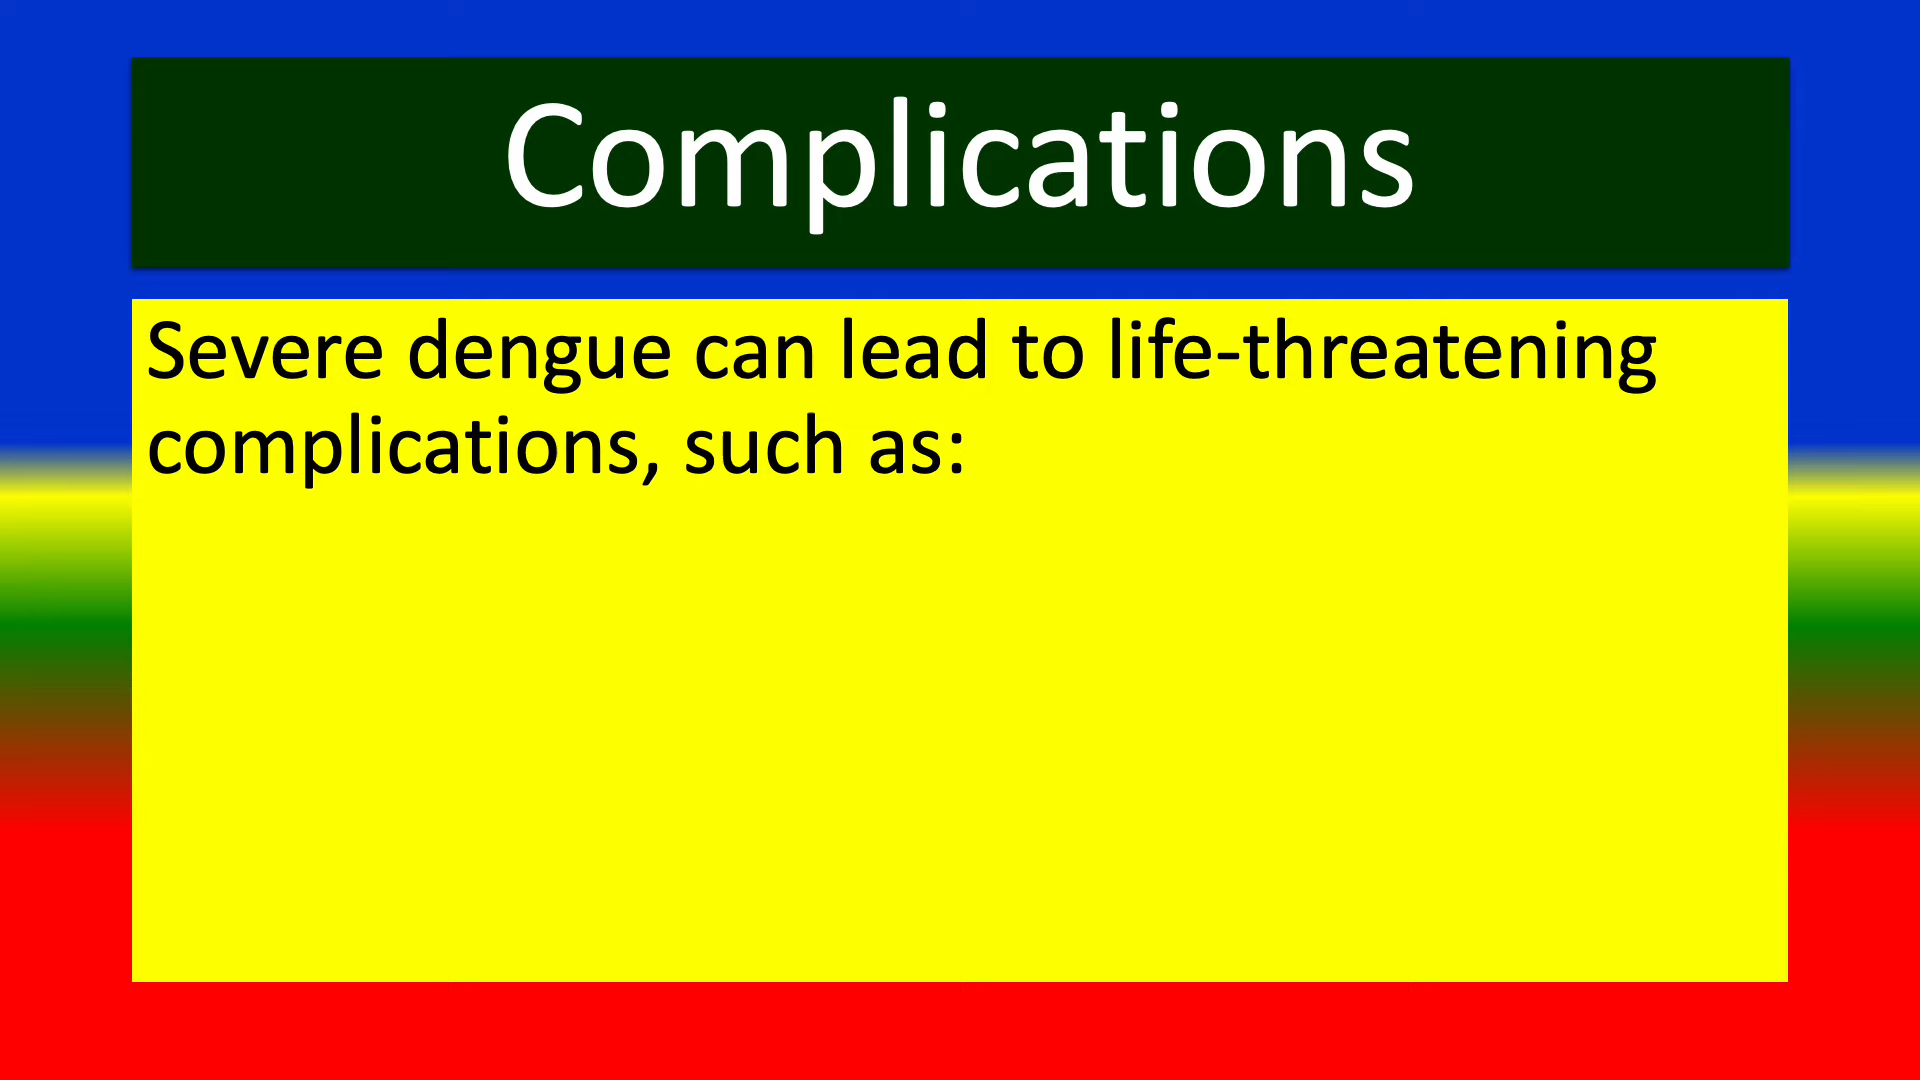 Complications
Severe dengue can lead to life-threatening
complications, such as: